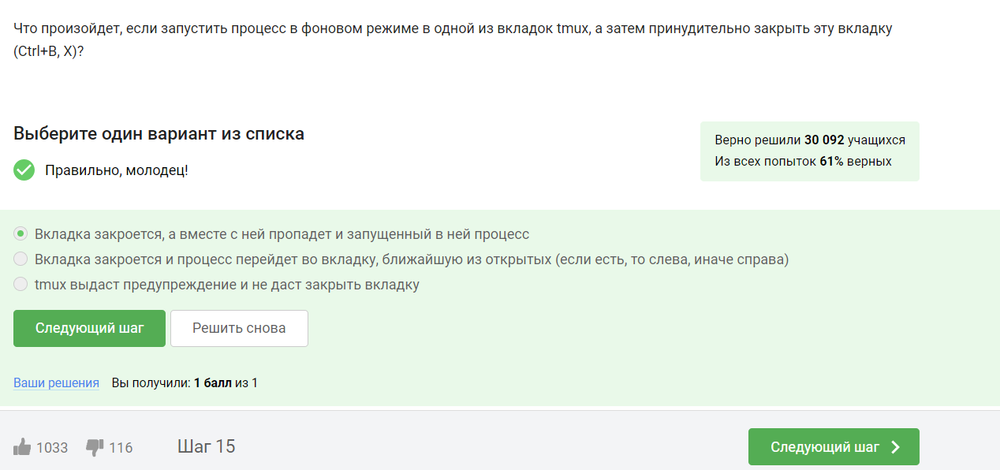 Что произойдет, если запустить процесс в фоновом режиме в одной из вкладок tmux, а затем принудительно закрыть эту вкладку
(Ctrl+B, X)?
Выберите один вариант из списка
Верно решили 30 092 учащихся
Из всех попыток 61% верных
Правильно, молодец!
Вкладка закроется, а вместе с ней пропадет и запущенный в ней процесс
Вкладка закроется и процесс перейдет во вкладку, ближайшую из открытых (если есть, то слева, иначе справа)
tmux выдаст предупреждение и не даст закрыть вкладку
Следующий шаг
Решить снова
Ваши решения Вы получили: 1 балл из 1
1033 116 Шаг 15
Следующий шаг